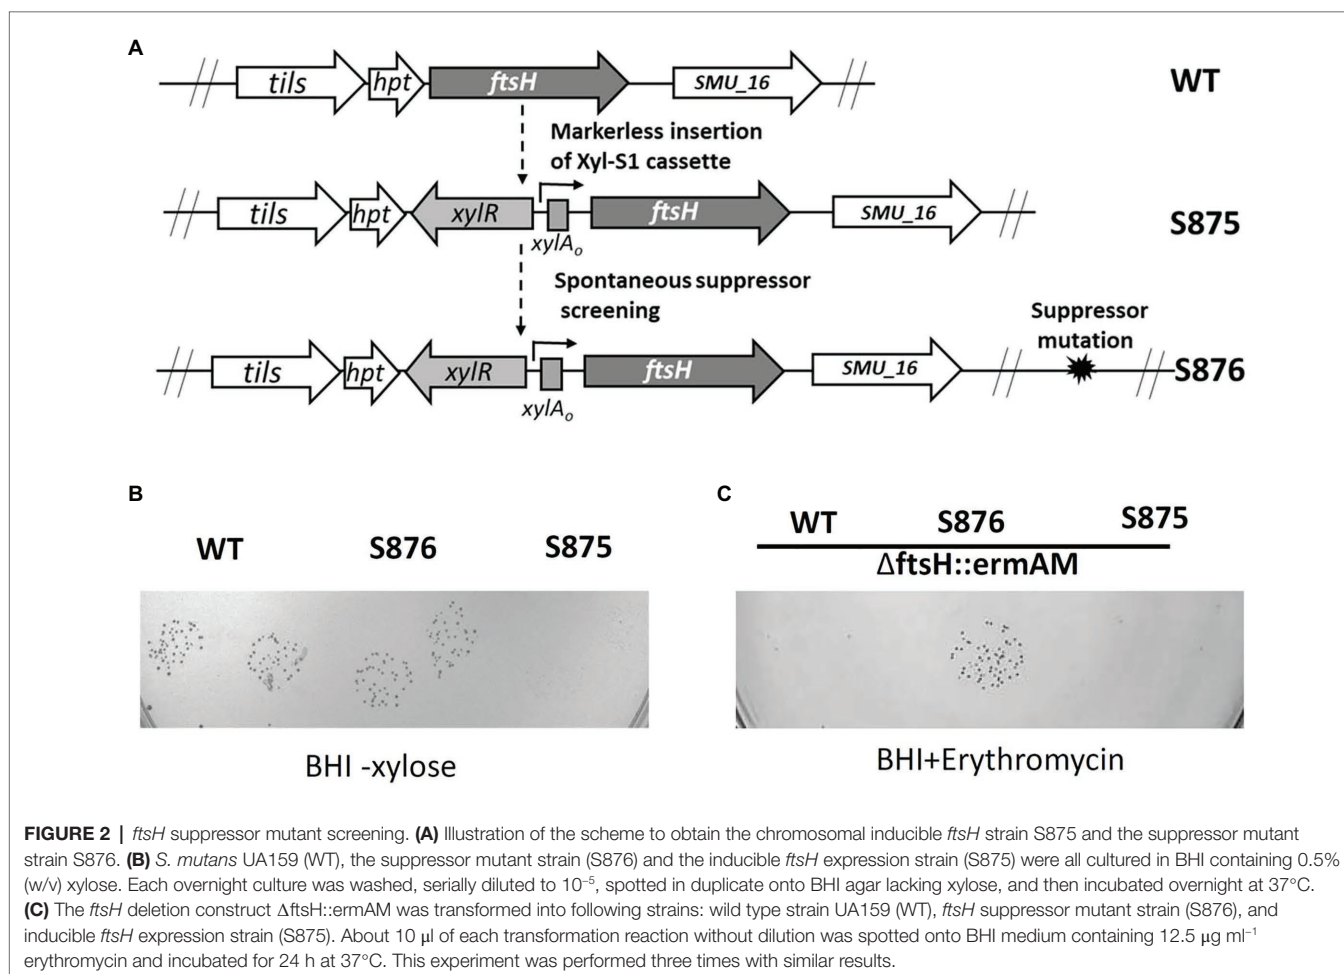 A
tils hpt ftsH SMU_16 WT
Markerless insertion
of Xyl-S1 cassette
tils hpt xylR ftsH SMU_16 S875
xylAo
Spontaneous suppressor
screening
Suppressor
mutation
tils hpt xylR ftsH SMU_16 S876
xylAo
B
WT S876 S875
BHI -xylose
C
WT S876 S875
ΔftsH::ermAM
BHI+Erythromycin
FIGURE 2 | ftsH suppressor mutant screening. (A) Illustration of the scheme to obtain the chromosomal inducible ftsH strain S875 and the suppressor mutant
strain S876. (B) S. mutans UA159 (WT), the suppressor mutant strain (S876) and the inducible ftsH expression strain (S875) were all cultured in BHI containing 0.5%
(w/v) xylose. Each overnight culture was washed, serially diluted to 10⁻⁵, spotted in duplicate onto BHI agar lacking xylose, and then incubated overnight at 37°C.
(C) The ftsH deletion construct ΔftsH::ermAM was transformed into following strains: wild type strain UA159 (WT), ftsH suppressor mutant strain (S876), and
inducible ftsH expression strain (S875). About 10 μl of each transformation reaction without dilution was spotted onto BHI medium containing 12.5 μg ml⁻¹
erythromycin and incubated for 24 h at 37°C. This experiment was performed three times with similar results.